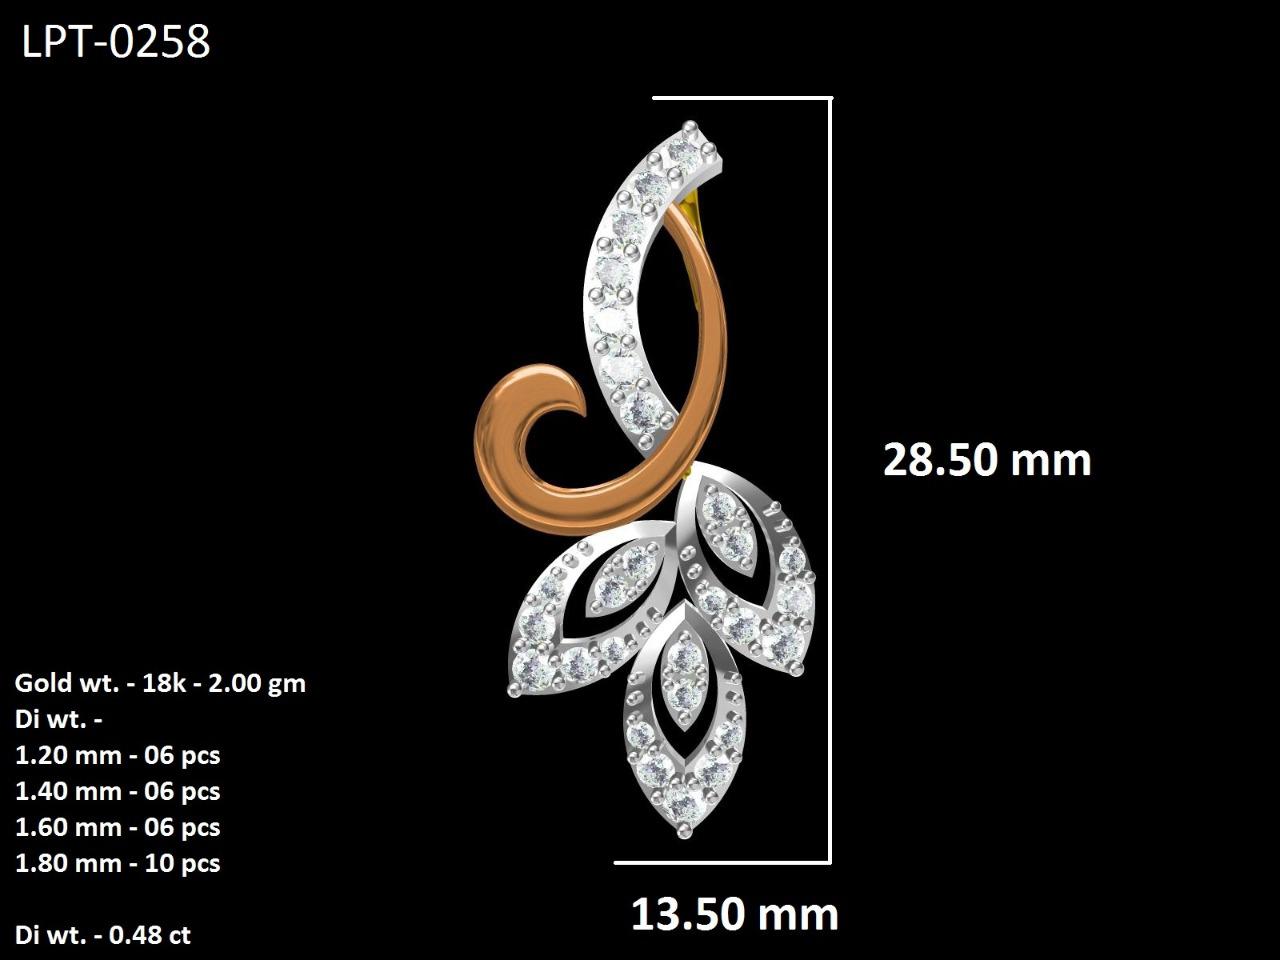 LPT-0258
28.50 mm
Gold wt. - 18k - 2.00 gm
Di wt. -
1.20 mm - 06 pcs
1.40 mm - 06 pcs
1.60 mm - 06 pcs
1.80 mm - 10 pcs
13.50 mm
Di wt. - 0.48 ct